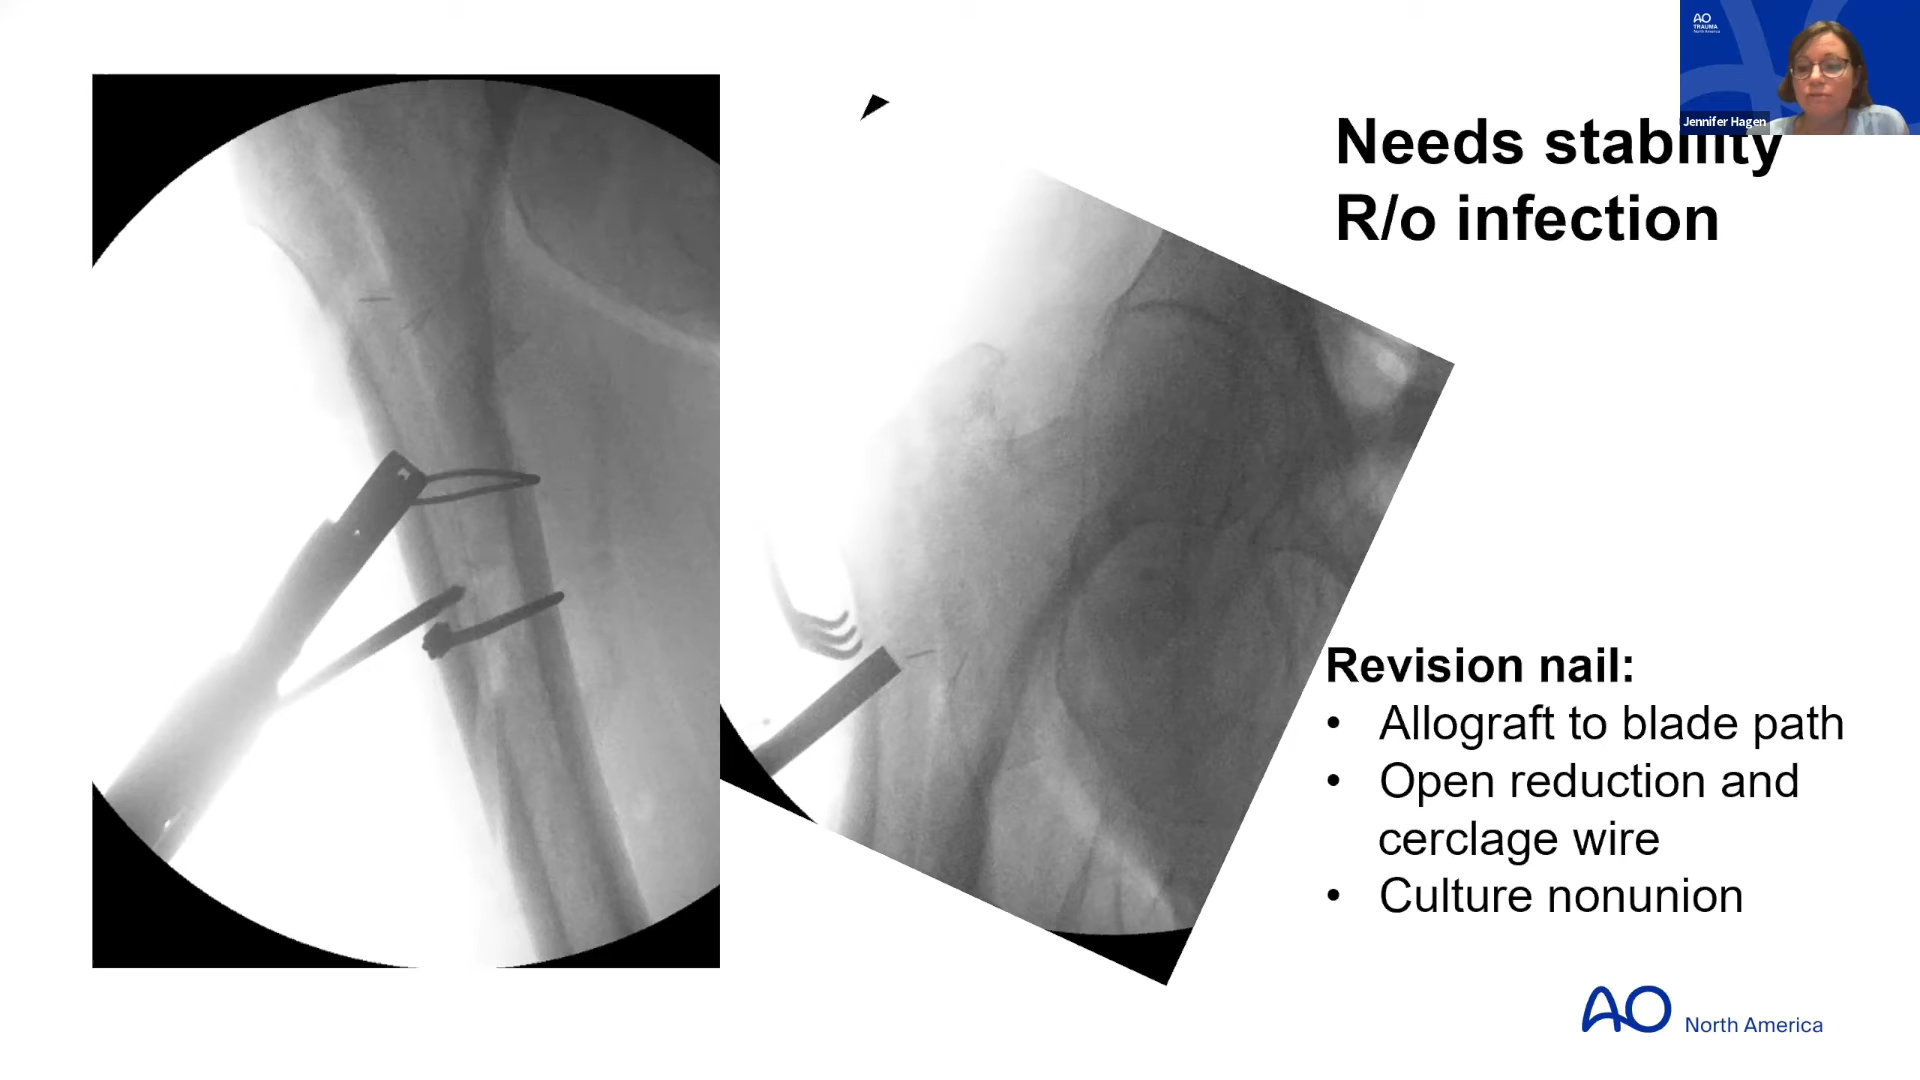 AO
TRAUMA
North America
Jennifer Hagen
Needs stability
R/o infection
Revision nail:
• Allograft to blade path
• Open reduction and
cerclage wire
• Culture nonunion
AO North America